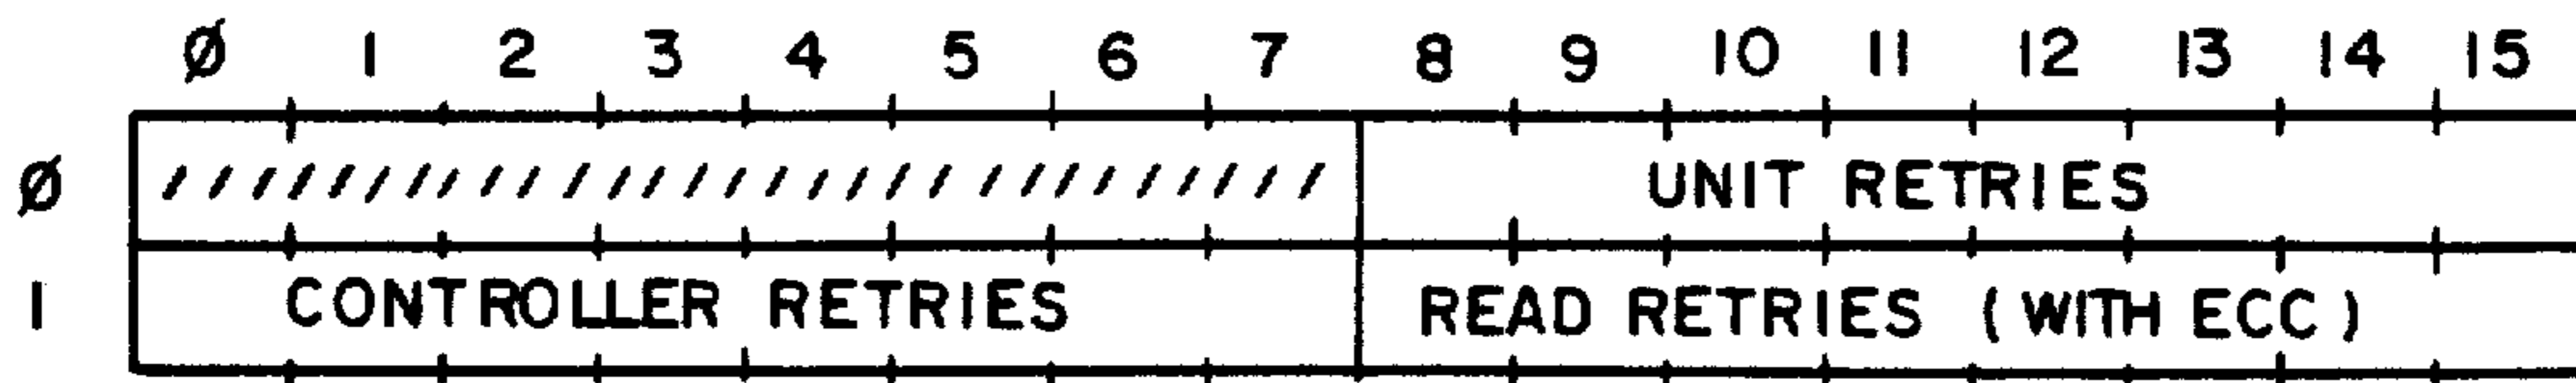 Ø 1 2 3 4 5 6 7 8 9 10 11 12 13 14 15
Ø UNIT RETRIES
1 CONTROLLER RETRIES READ RETRIES (WITH ECC)